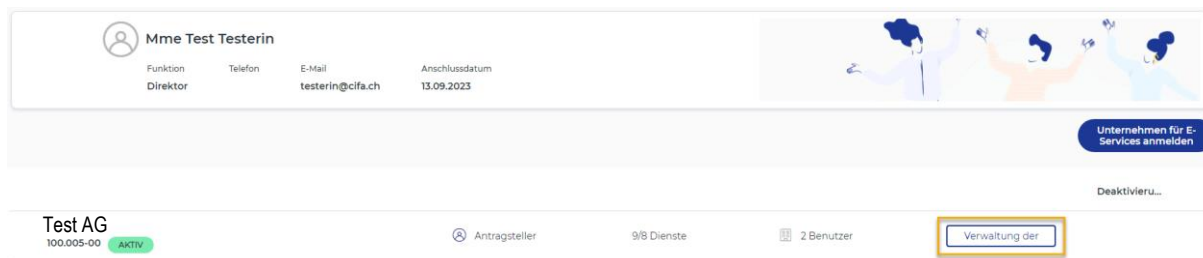 Mme Test Testerin
Funktion Telefon E-Mail Anschlussdatum
Direktor testerin@cifa.ch 13.09.2023
Unternehmen für E-
Services anmelden
Deaktivieru...
Test AG
100.005-00 AKTIV Antragsteller 9/8 Dienste 2 Benutzer Verwaltung der